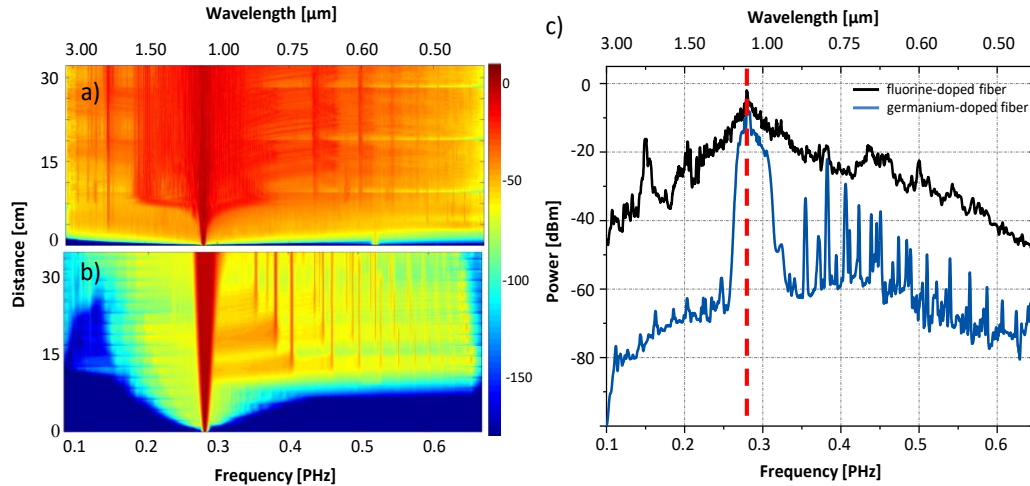 Wavelength [µm]
3.00 1.50 1.00 0.75 0.60 0.50
a)
30
15
0
0
-50
-100
-150
b)
30
15
0
Distance [cm]
0.1 0.2 0.3 0.4 0.5 0.6
Frequency [PHz]
c)
Wavelength [µm]
3.00 1.50 1.00 0.75 0.60 0.50
fluorine-doped fiber
germanium-doped fiber
0
-20
-40
-60
-80
Power [dBm]
0.1 0.2 0.3 0.4 0.5 0.6
Frequency [PHz]